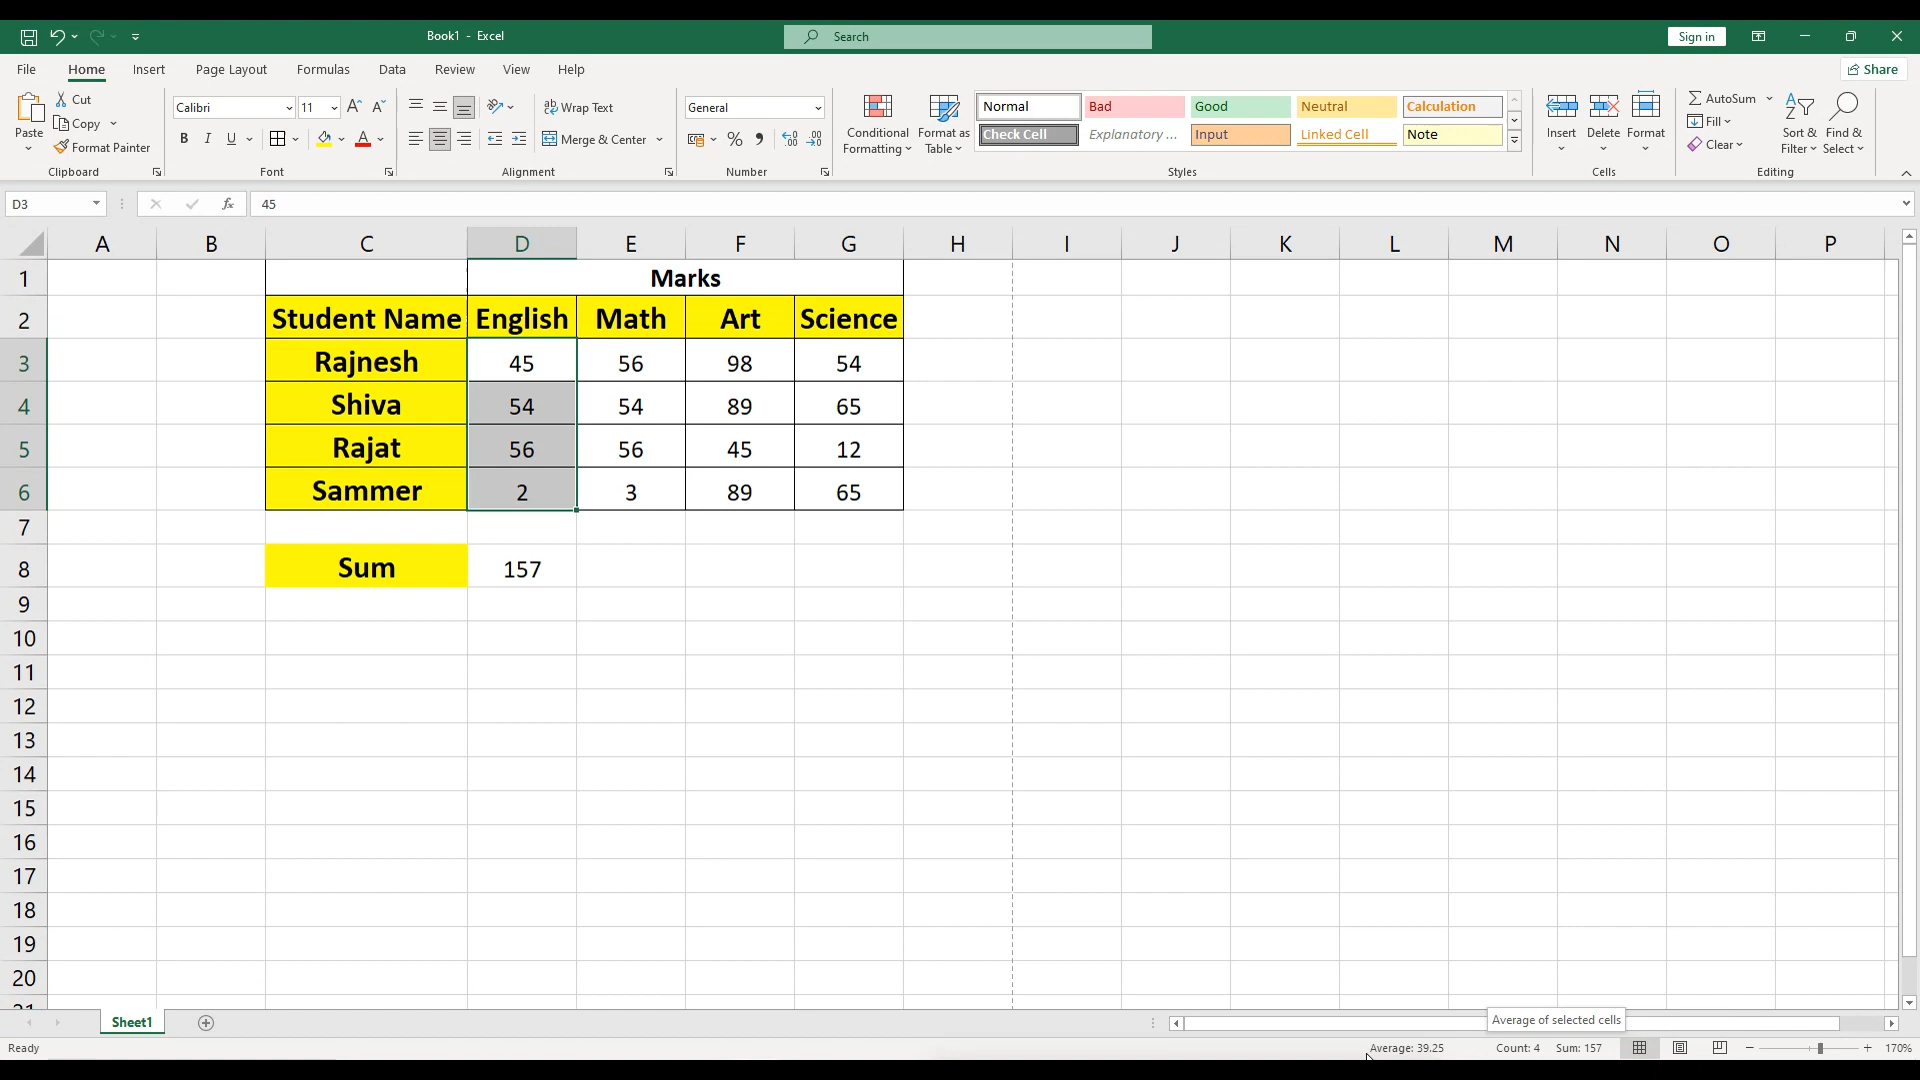 Book1 - Excel
Search
Sign in
File Home Insert Page Layout Formulas Data Review View Help
Share
Paste
Cut
Copy
Format Painter
Clipboard
Calibri 11
B I U
Font
Wrap Text
Merge & Center
Alignment
General
%
Number
Conditional Formatting
Format as Table
Normal Bad Good Neutral Calculation
Check Cell Explanatory ... Input Linked Cell Note
Styles
Insert Delete Format
Cells
AutoSum
Fill
Clear
Sort & Filter
Find & Select
Editing
D3 fx 45
A B C D E F G H I J K L M N O P
1 Marks
2 Student Name English Math Art Science
3 Rajnesh 45 56 98 54
4 Shiva 54 54 89 65
5 Rajat 56 56 45 12
6 Sammer 2 3 89 65
7
8 Sum 157
9
10
11
12
13
14
15
16
17
18
19
20
21
Sheet1
Average of selected cells
Ready
Average: 39.25 Count: 4 Sum: 157
170%